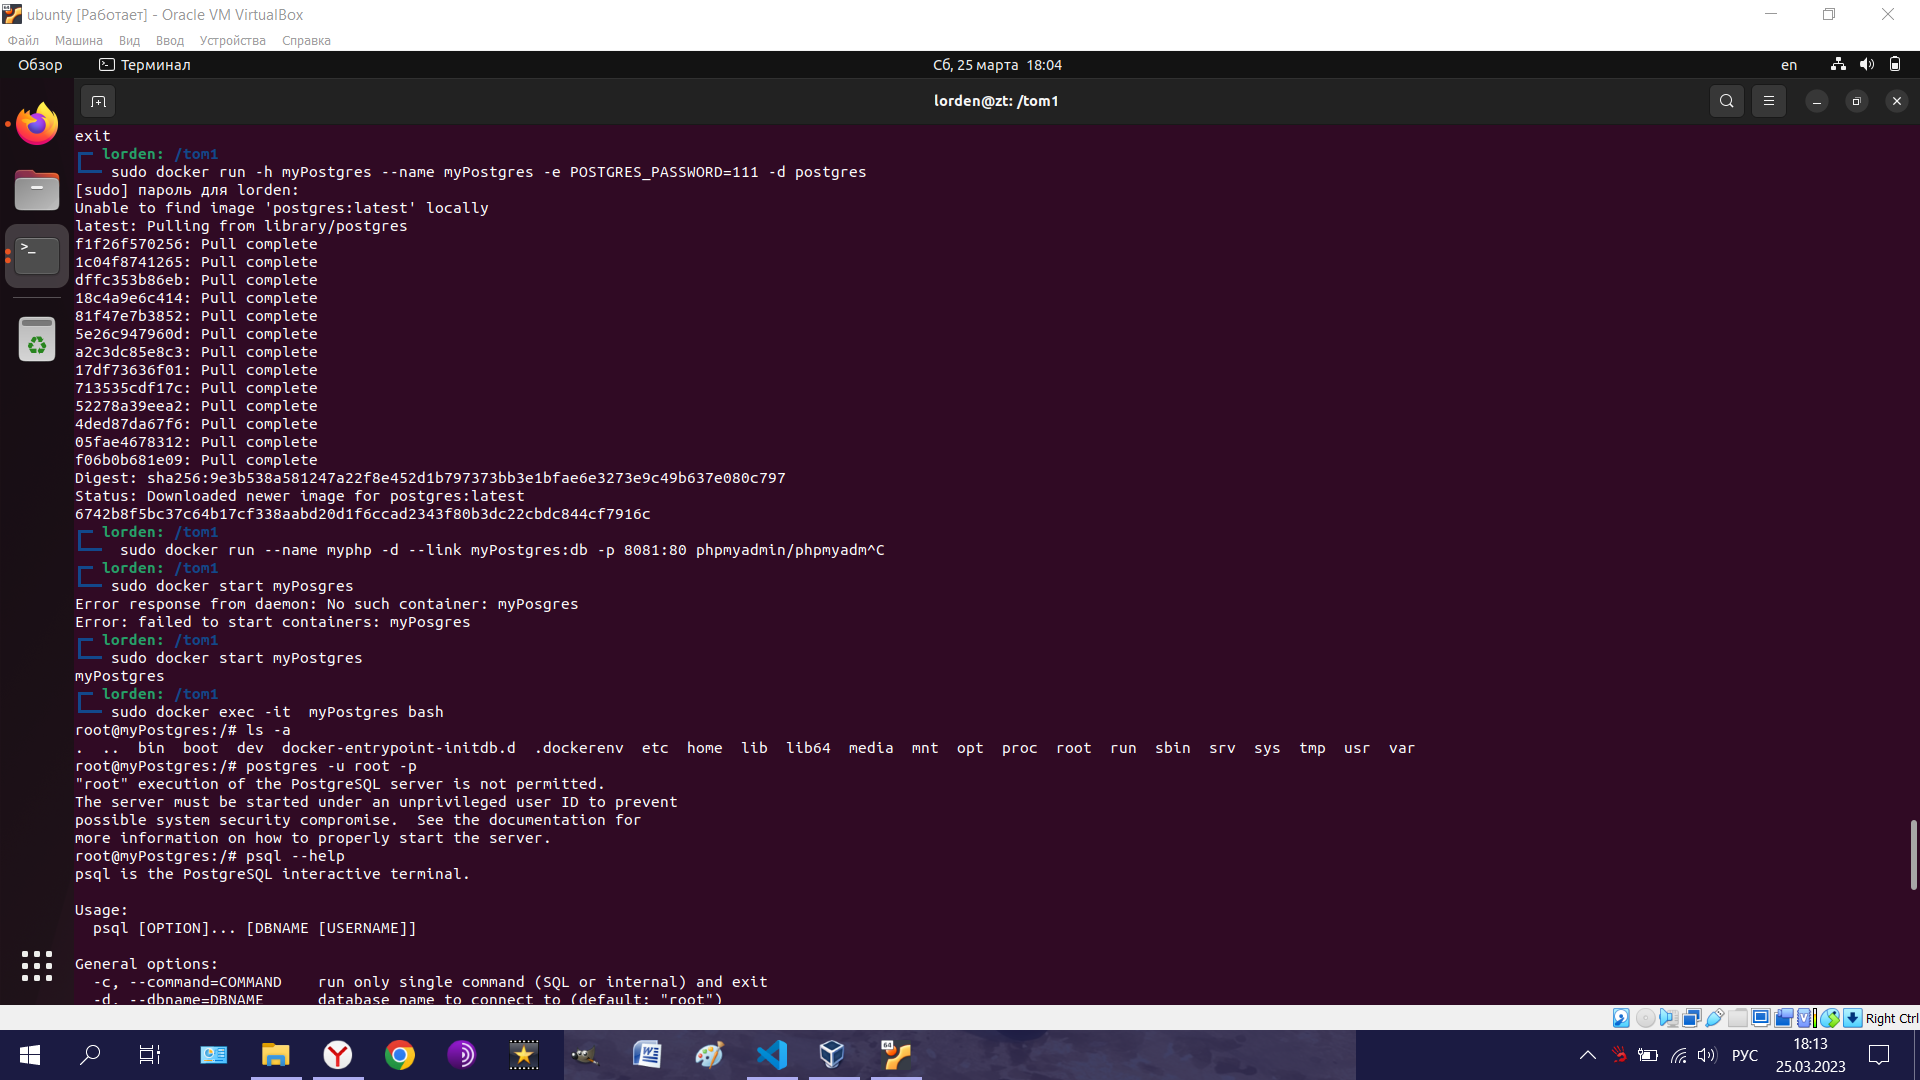 ubunty [Работает] - Oracle VM VirtualBox
Файл Машина Вид Ввод Устройства Справка
Обзор Терминал Сб, 25 марта 18:04 en
lorden@zt: /tom1
exit
lorden: /tom1
sudo docker run -h myPostgres --name myPostgres -e POSTGRES_PASSWORD=111 -d postgres
[sudo] пароль для lorden:
Unable to find image 'postgres:latest' locally
latest: Pulling from library/postgres
f1f26f570256: Pull complete
1c04f8741265: Pull complete
dffc353b86eb: Pull complete
18c4a9e6c414: Pull complete
81f47e7b3852: Pull complete
5e26c947960d: Pull complete
a2c3dc85e8c3: Pull complete
17df73636f01: Pull complete
713535cdf17c: Pull complete
52278a39eea2: Pull complete
4ded87da67f6: Pull complete
05fae4678312: Pull complete
f06b0b681e09: Pull complete
Digest: sha256:9e3b538a581247a22f8e452d1b797373bb3e1bfae6e3273e9c49b637e080c797
Status: Downloaded newer image for postgres:latest
6742b8f5bc37c64b17cf338aabd20d1f6ccad2343f80b3dc22cbdc844cf7916c
lorden: /tom1
sudo docker run --name myphp -d --link myPostgres:db -p 8081:80 phpmyadmin/phpmyadm^C
lorden: /tom1
sudo docker start myPosgres
Error response from daemon: No such container: myPosgres
Error: failed to start containers: myPosgres
lorden: /tom1
sudo docker start myPostgres
myPostgres
lorden: /tom1
sudo docker exec -it  myPostgres bash
root@myPostgres:/# ls -a
.  ..  bin  boot  dev  docker-entrypoint-initdb.d  .dockerenv  etc  home  lib  lib64  media  mnt  opt  proc  root  run  sbin  srv  sys  tmp  usr  var
root@myPostgres:/# postgres -u root -p
"root" execution of the PostgreSQL server is not permitted.
The server must be started under an unprivileged user ID to prevent
possible system security compromise.  See the documentation for
more information on how to properly start the server.
root@myPostgres:/# psql --help
psql is the PostgreSQL interactive terminal.
Usage:
psql [OPTION]... [DBNAME [USERNAME]]
General options:
-c, --command=COMMAND    run only single command (SQL or internal) and exit
-d, --dbname=DBNAME      database name to connect to (default: "root")
Right Ctrl
РУС
18:13
25.03.2023